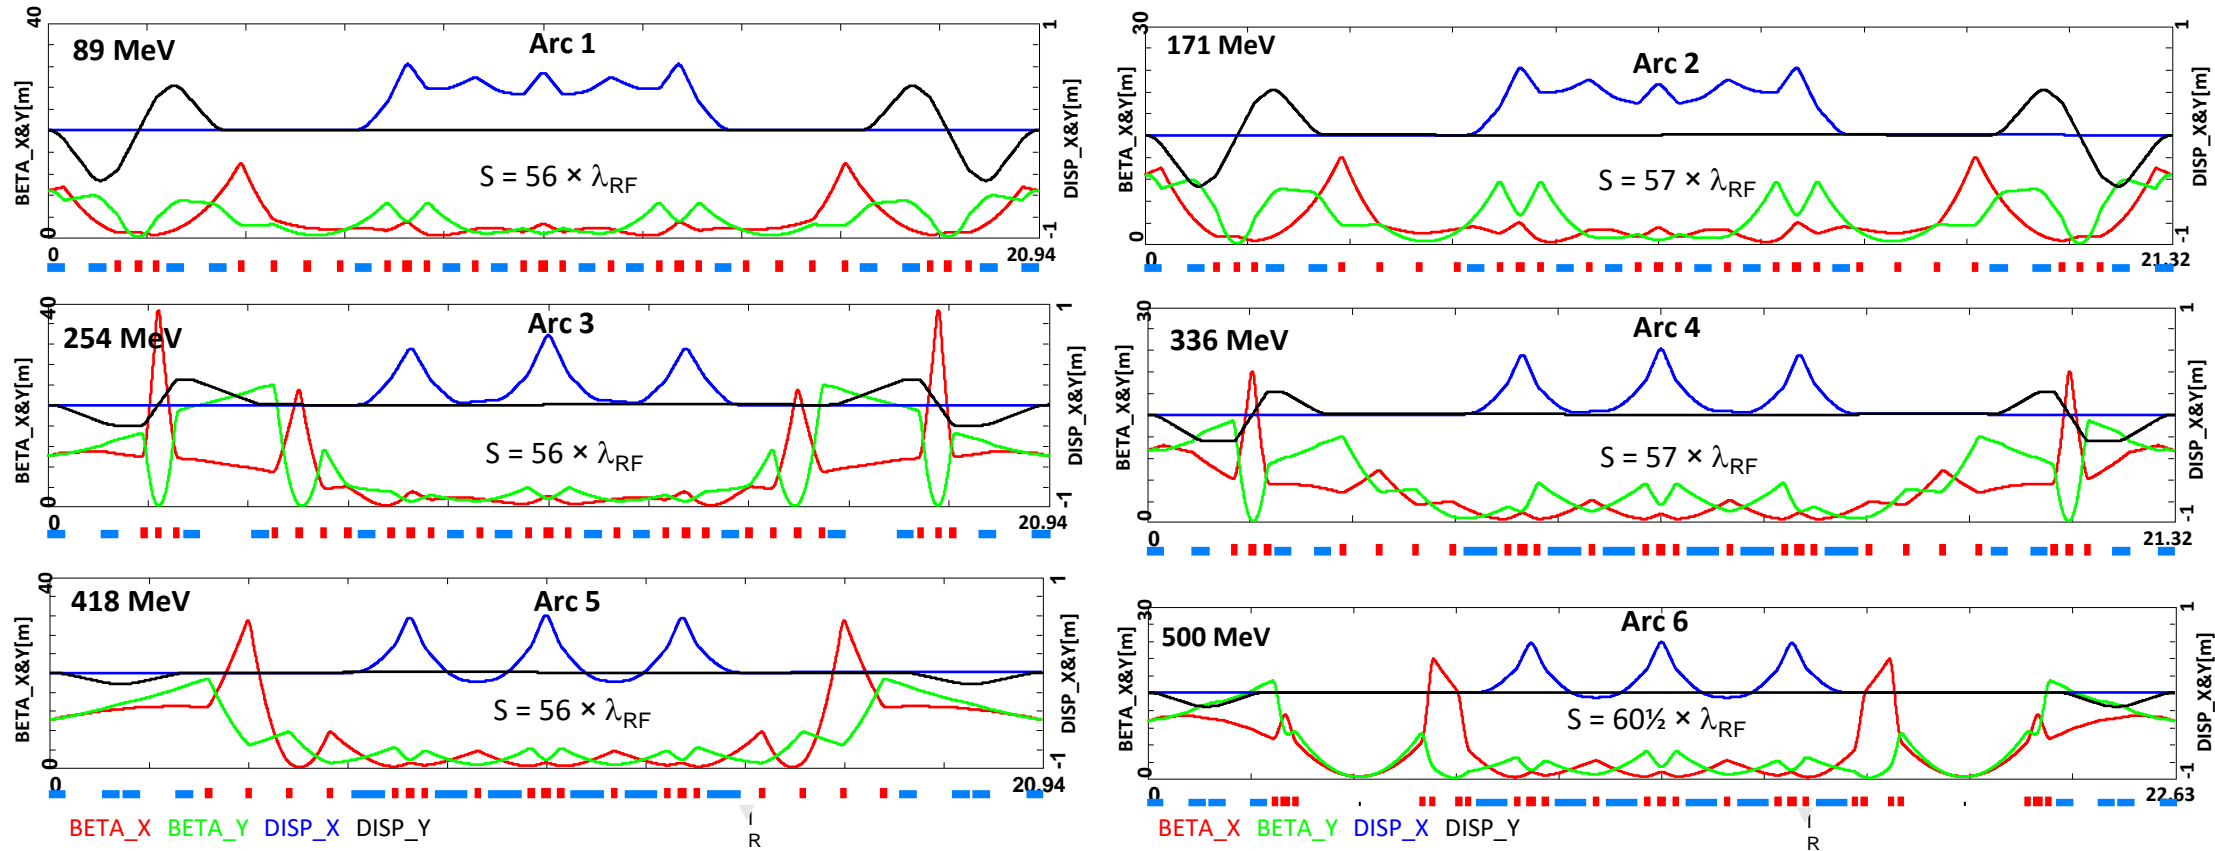 40
89 MeV
Arc 1
1
BETA_X&Y[m]
DISP_X&Y[m]
S = 56 × λRF
0
-1
0
20.94
30
171 MeV
Arc 2
1
BETA_X&Y[m]
DISP_X&Y[m]
S = 57 × λRF
0
-1
0
21.32
40
254 MeV
Arc 3
1
BETA_X&Y[m]
DISP_X&Y[m]
S = 56 × λRF
0
-1
0
20.94
30
336 MeV
Arc 4
1
BETA_X&Y[m]
DISP_X&Y[m]
S = 57 × λRF
0
-1
0
21.32
40
418 MeV
Arc 5
1
BETA_X&Y[m]
DISP_X&Y[m]
S = 56 × λRF
0
-1
0
20.94
BETA_X BETA_Y DISP_X DISP_Y
I
R
30
500 MeV
Arc 6
1
BETA_X&Y[m]
DISP_X&Y[m]
S = 60½ × λRF
0
-1
0
22.63
BETA_X BETA_Y DISP_X DISP_Y
I
R